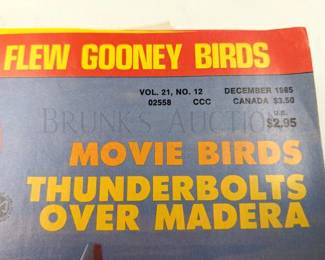 FLEW GOONEY BIRDS
VOL. 21, NO. 12 DECEMBER 1985
02558 CCC CANADA $3.50
U.S.
$2.95
BRUNK'S AUCTION
MOVIE BIRDS
THUNDERBOLTS
OVER MADERA